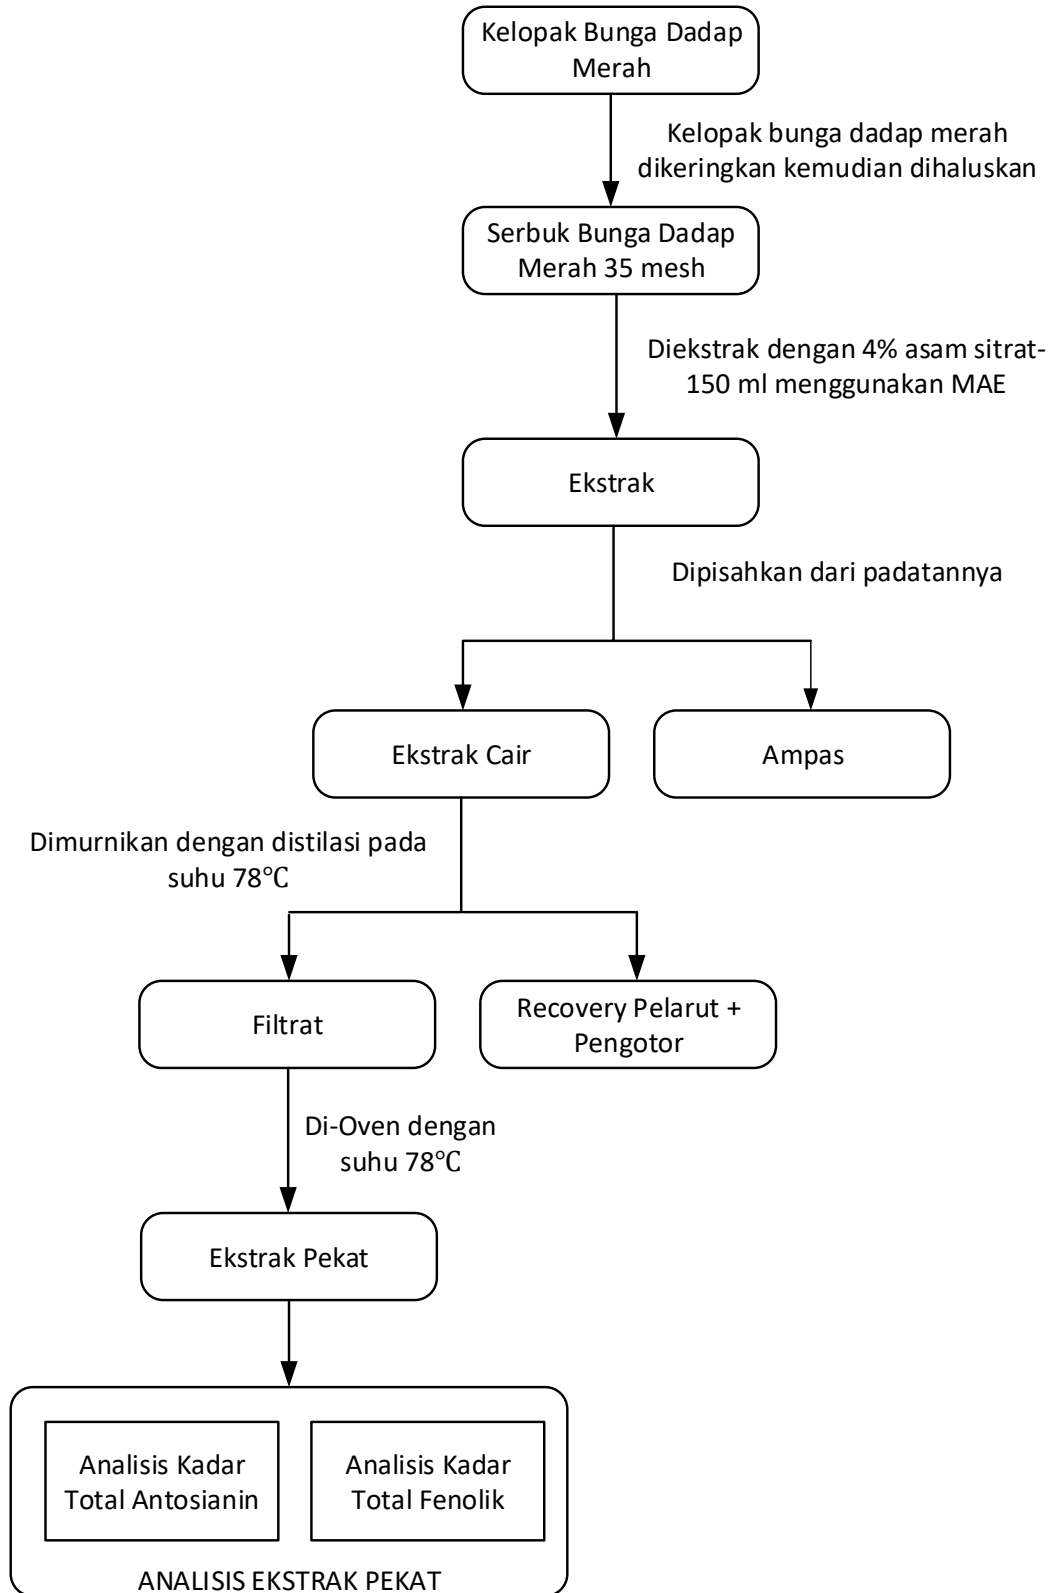 Kelopak Bunga Dadap
Merah
Kelopak bunga dadap merah
dikeringkan kemudian dihaluskan
Serbuk Bunga Dadap
Merah 35 mesh
Diekstrak dengan 4% asam sitrat-
150 ml menggunakan MAE
Ekstrak
Dipisahkan dari padatannya
Ekstrak Cair
Ampas
Dimurnikan dengan distilasi pada
suhu 78℃
Filtrat
Recovery Pelarut +
Pengotor
Di-Oven dengan
suhu 78℃
Ekstrak Pekat
Analisis Kadar
Total Antosianin
Analisis Kadar
Total Fenolik
ANALISIS EKSTRAK PEKAT